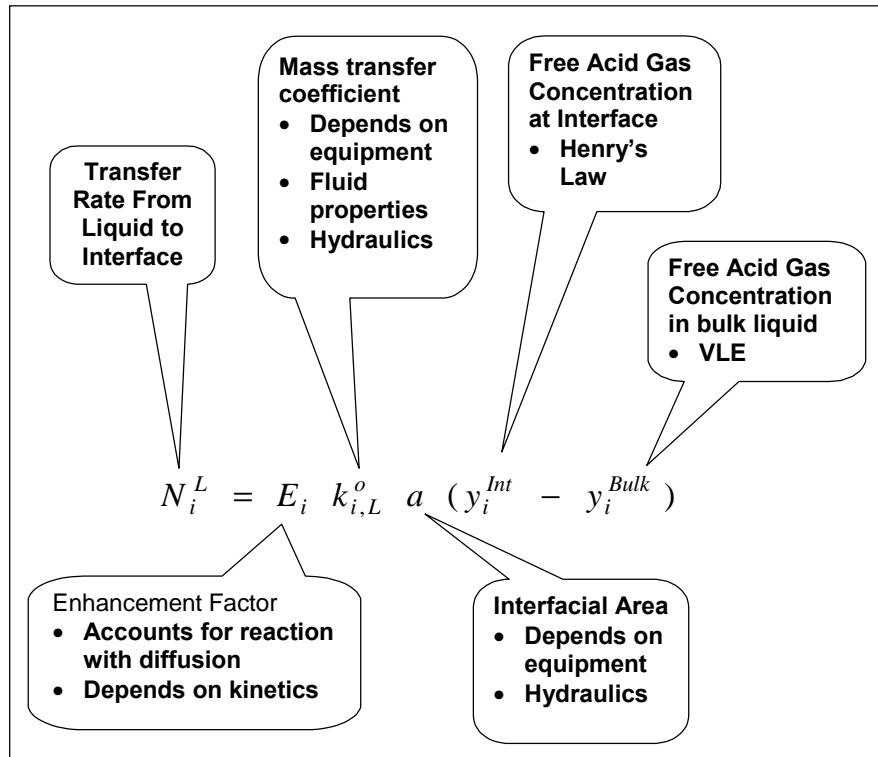 Mass transfer
coefficient
• Depends on
equipment
• Fluid
properties
• Hydraulics
Free Acid Gas
Concentration
at Interface
• Henry’s
Law
Transfer
Rate From
Liquid to
Interface
Free Acid Gas
Concentration
in bulk liquid
• VLE
N_i^L = E_i k_{i,L}^o a (y_i^{Int} - y_i^{Bulk})
Enhancement Factor
• Accounts for reaction
with diffusion
• Depends on kinetics
Interfacial Area
• Depends on
equipment
• Hydraulics